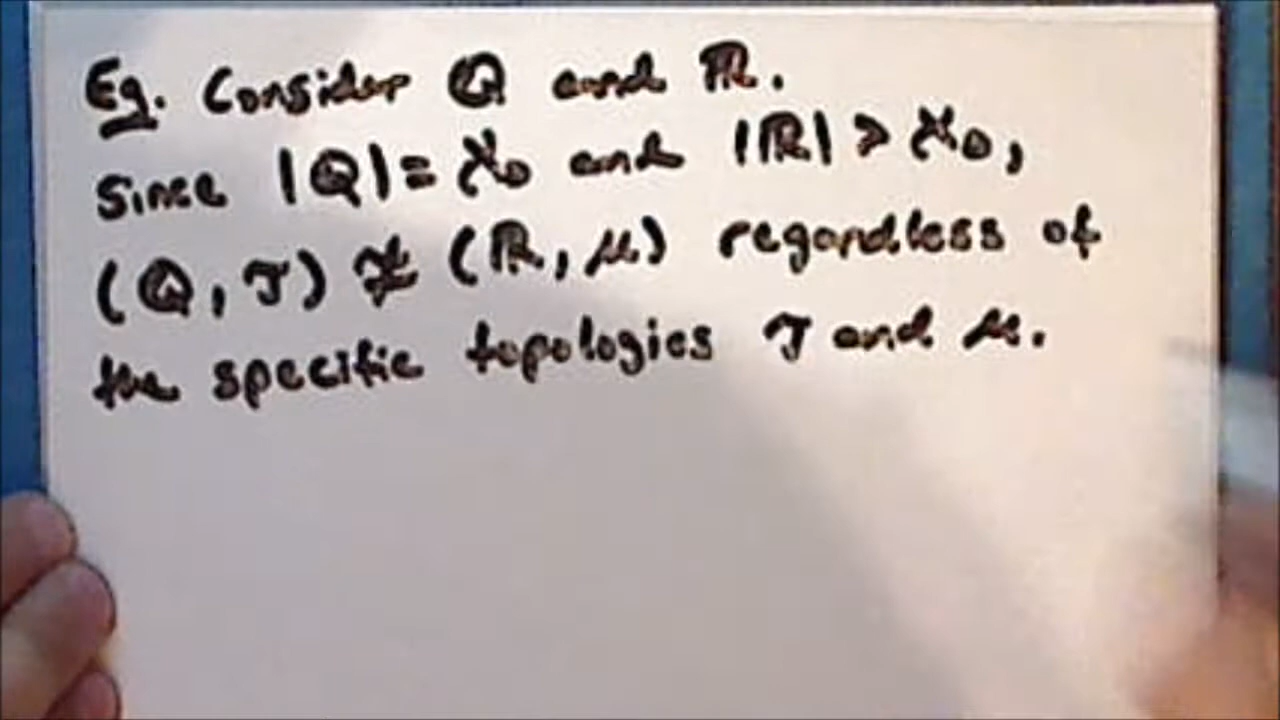 Eg. Consider ℚ and ℝ.
Since |ℚ| = ℵ₀ and |ℝ| > ℵ₀,
(ℚ, 𝒯) ≇ (ℝ, 𝓊) regardless of
the specific topologies 𝒯 and 𝓊.